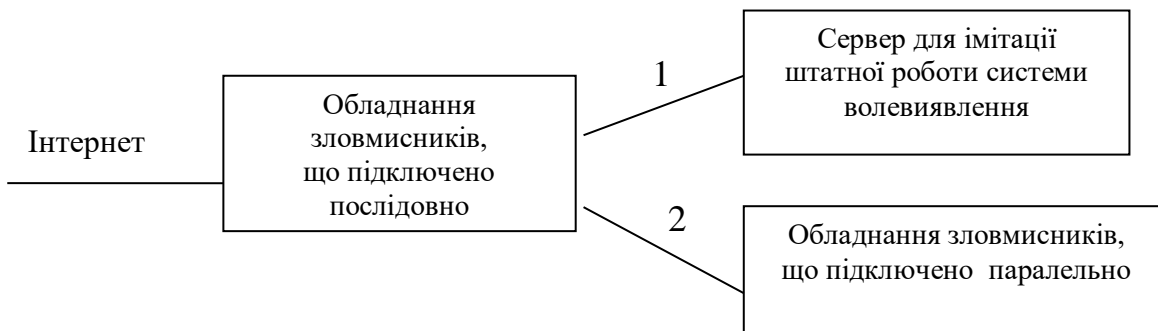 Інтернет
Обладнання
зловмисників,
що підключено
послідовно
1
Сервер для імітації
штатної роботи системи
волевиявлення
2
Обладнання зловмисників,
що підключено паралельно